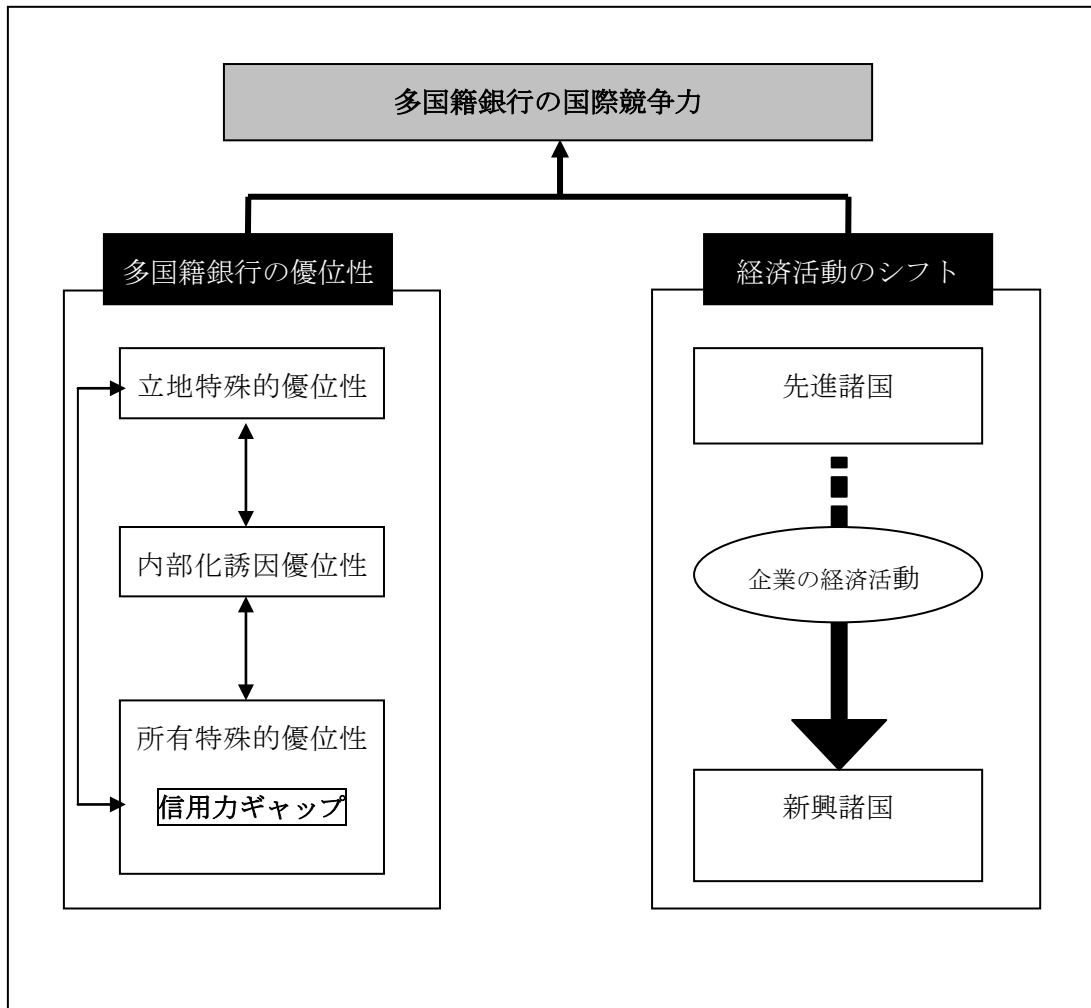 多国籍銀行の国際競争力
多国籍銀行の優位性
立地特殊的優位性
内部化誘因優位性
所有特殊的優位性
信用力ギャップ
経済活動のシフト
先進諸国
企業の経済活動
新興諸国